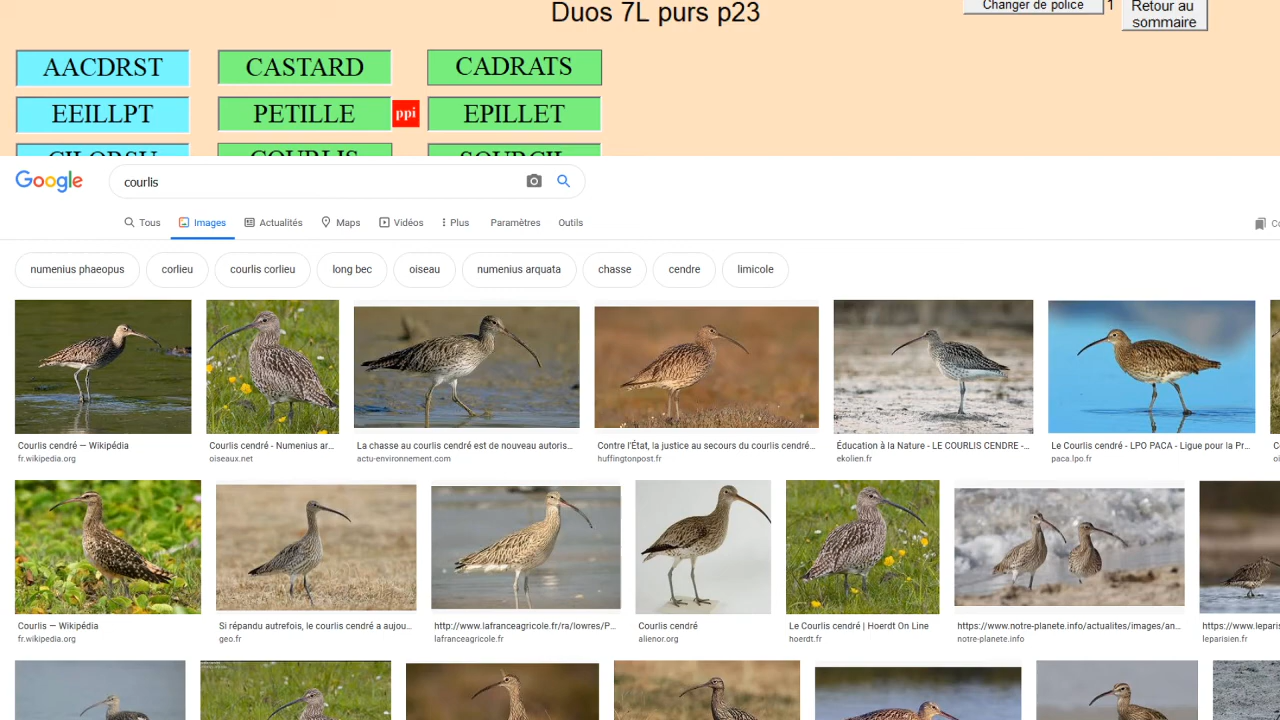 Duos 7L purs p23
Changer de police
1
Retour au
sommaire
AACDRST CASTARD CADRATS
EEILLPT PETILLE ppi EPILLET
CILORSU COURLIS SOURCIL
Google
courlis
Tous Images Actualités Maps Vidéos Plus Paramètres Outils
numenius phaeopus corlieu courlis corlieu long bec oiseau numenius arquata chasse cendre limicole
Courlis cendré — Wikipédia
fr.wikipedia.org
Courlis cendré - Numenius ar...
oiseaux.net
La chasse au courlis cendré est de nouveau autoris...
actu-environnement.com
Contre l'État, la justice au secours du courlis cendré...
huffingtonpost.fr
Éducation à la Nature - LE COURLIS CENDRE -...
ekolien.fr
Le Courlis cendré - LPO PACA - Ligue pour la Pr...
paca.lpo.fr
Courlis — Wikipédia
fr.wikipedia.org
Si répandu autrefois, le courlis cendré a aujou...
geo.fr
http://www.lafranceagricole.fr/ra/lowres/P...
lafranceagricole.fr
Courlis cendré
alienor.org
Le Courlis cendré | Hoerdt On Line
hoerdt.fr
https://www.notre-planete.info/actualites/images/an...
notre-planete.info
https://www.leparis
leparisien.fr